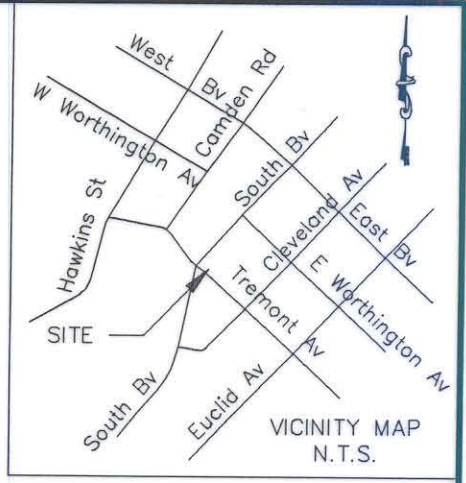 West Bv
Camden Rd
W Worthington Av
South Bv
Cleveland Av
East Bv
Hawkins St
Tremont Av
E Worthington Av
SITE
South Bv
Euclid Av
VICINITY MAP
N.T.S.